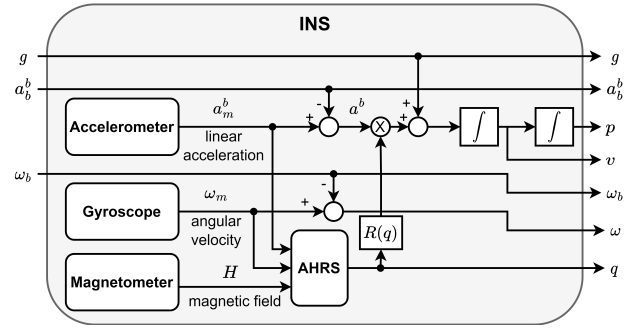 INS
g
g
a_b^b
a_b^b
-
Accelerometer
a_m^b
+
a^b
X
+
+
∫
∫
p
linear
acceleration
v
ω_b
ω_b
-
Gyroscope
ω_m
+
angular
velocity
R(q)
ω
AHRS
Magnetometer
H
magnetic field
q